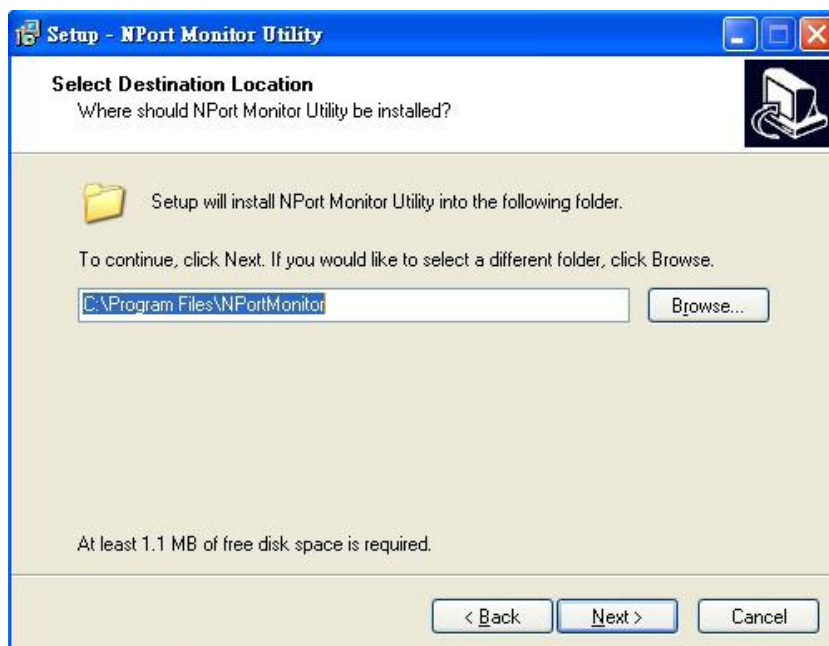 Setup - NPort Monitor Utility
Select Destination Location
Where should NPort Monitor Utility be installed?
Setup will install NPort Monitor Utility into the following folder.
To continue, click Next. If you would like to select a different folder, click Browse.
C:\Program Files\NPortMonitor
Browse...
At least 1.1 MB of free disk space is required.
< Back
Next >
Cancel